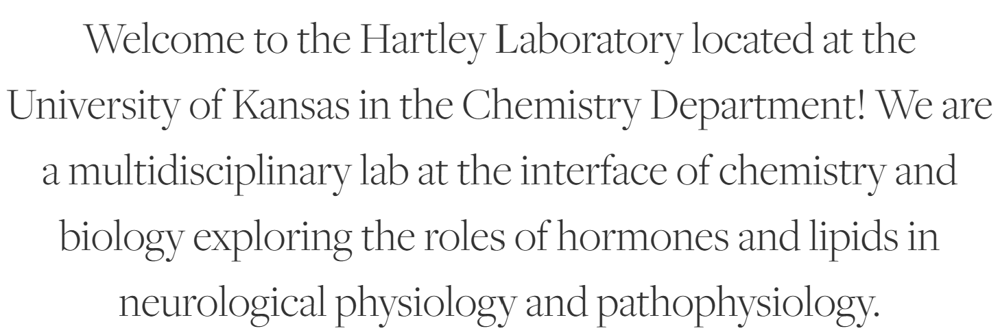 Welcome to the Hartley Laboratory located at the
University of Kansas in the Chemistry Department! We are
a multidisciplinary lab at the interface of chemistry and
biology exploring the roles of hormones and lipids in
neurological physiology and pathophysiology.